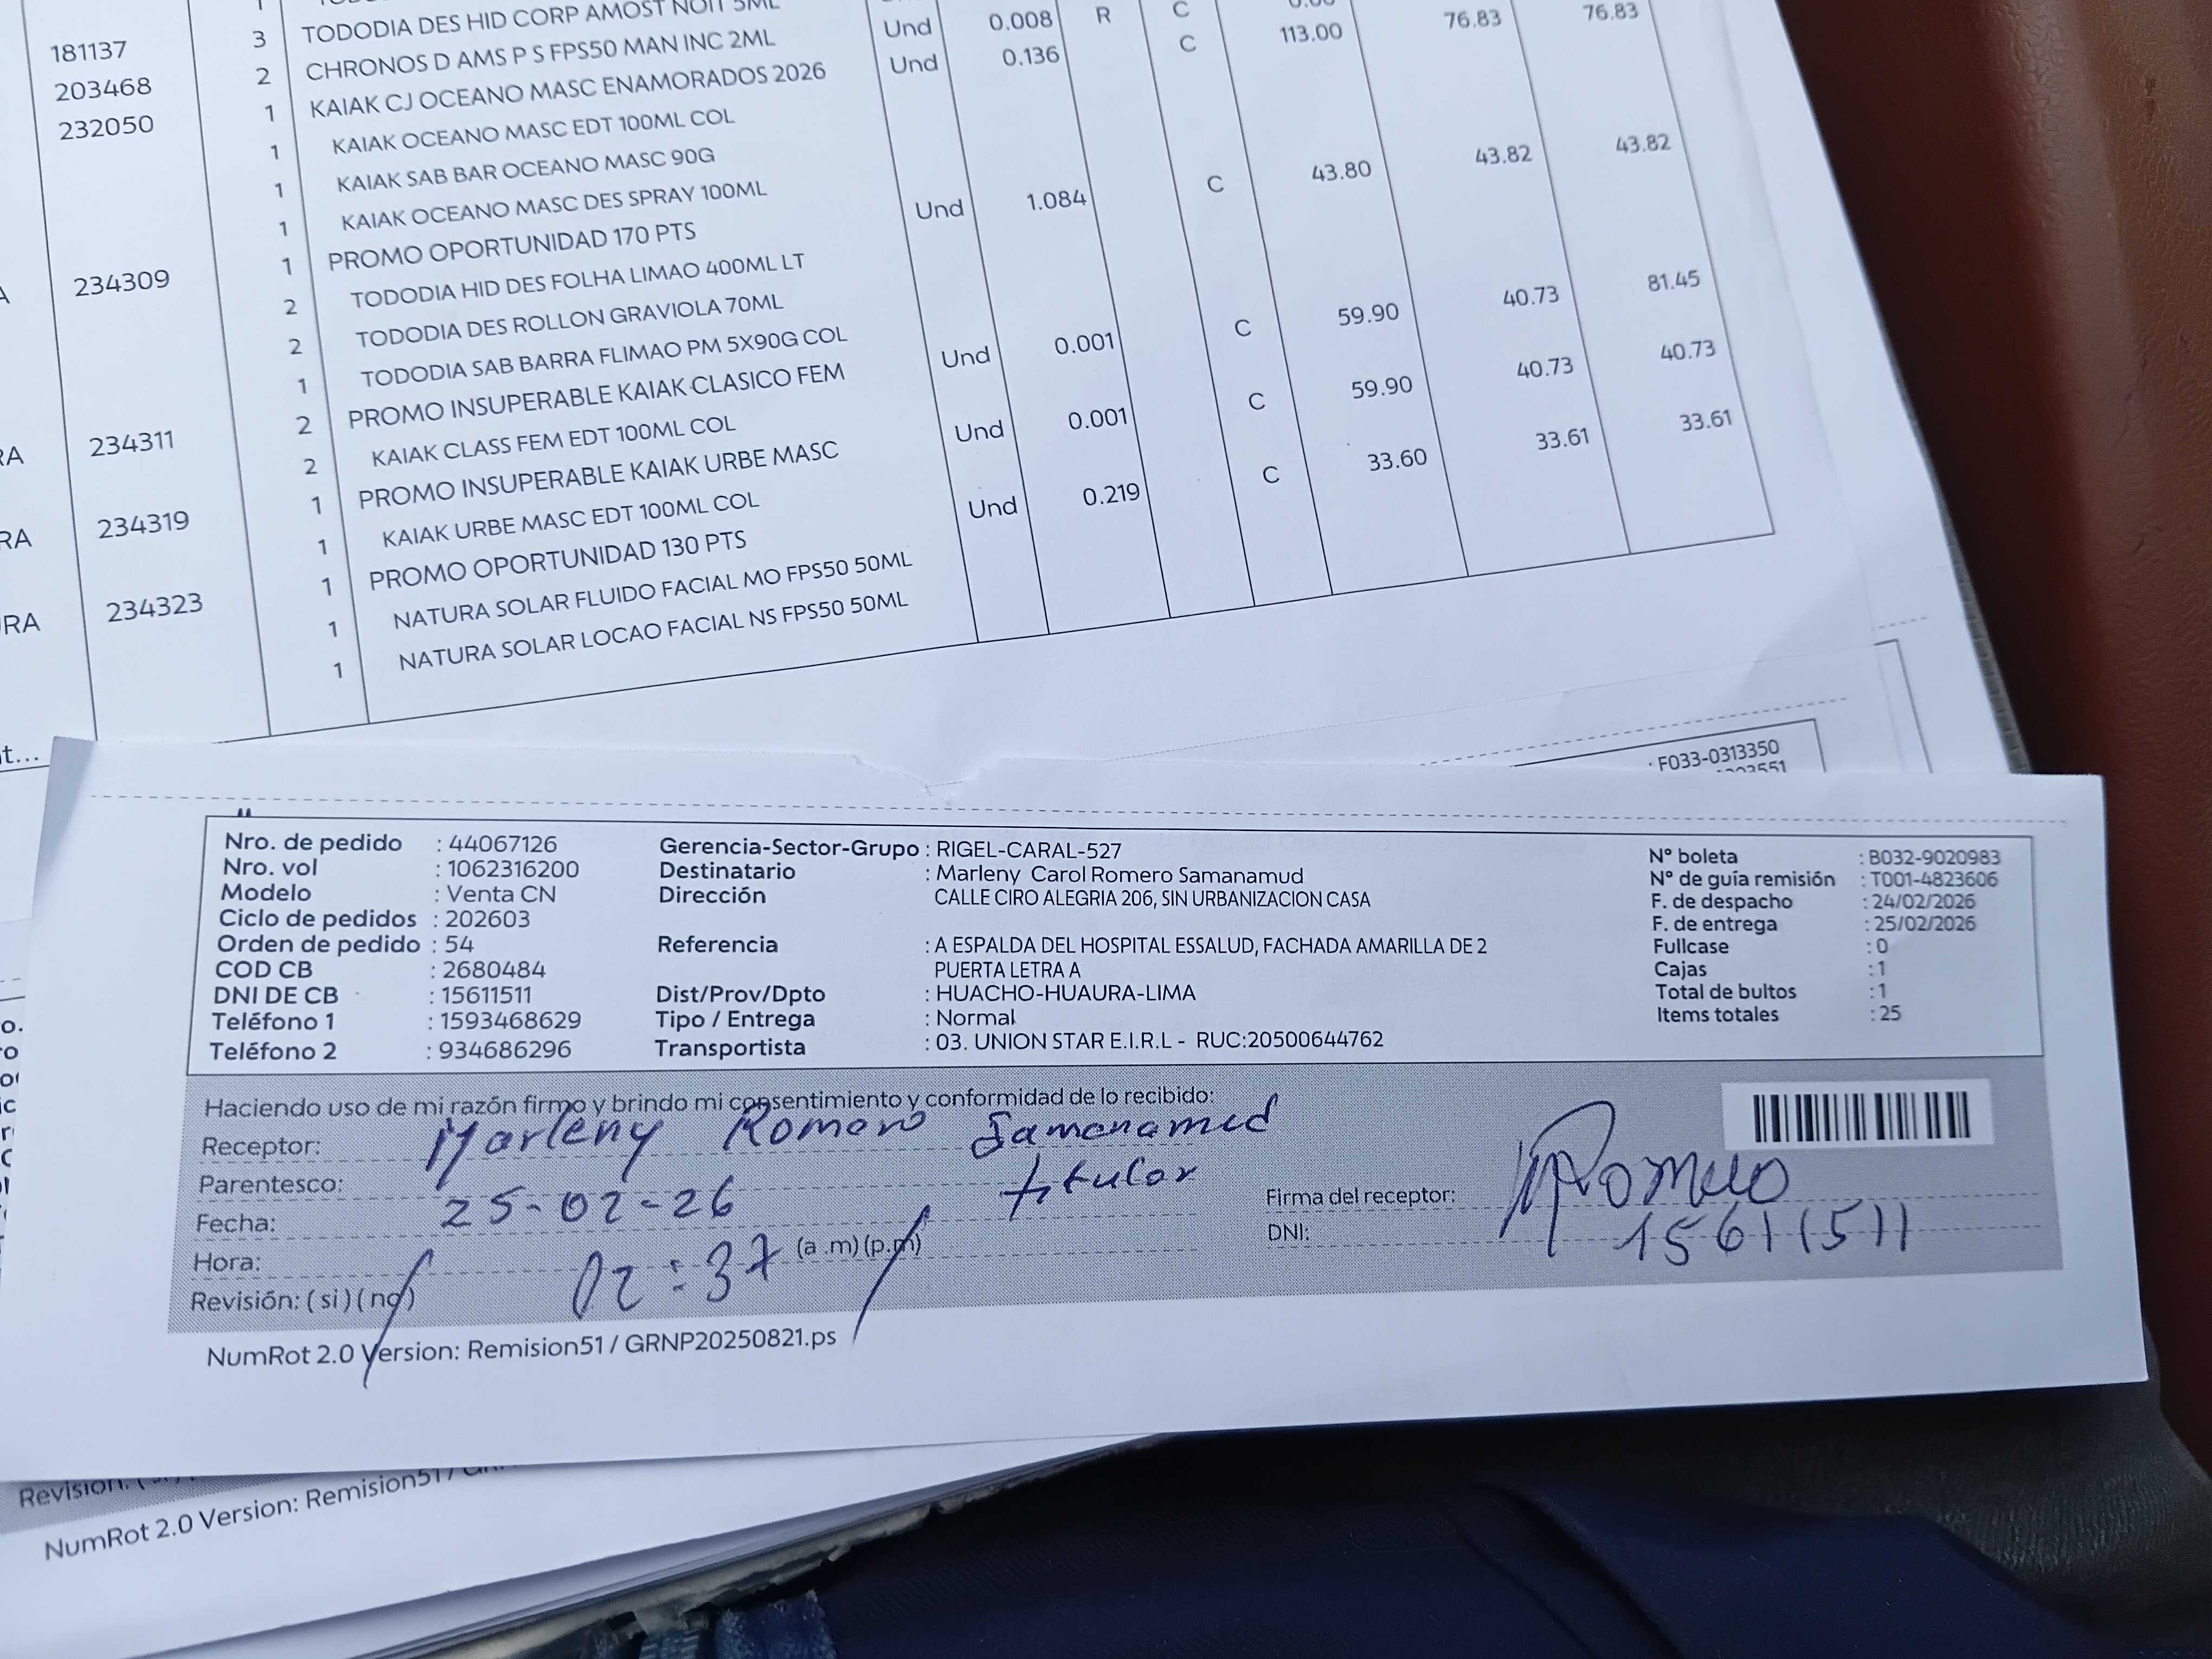 181137 3 TODODIA DES HID CORP AMOST NOIT 5ML Und 0.008 R C
203468 2 CHRONOS D AMS P S FPS50 MAN INC 2ML Und 0.136 C 113.00 76.83 76.83
232050 1 KAIAK CJ OCEANO MASC ENAMORADOS 2026
1 KAIAK OCEANO MASC EDT 100ML COL
1 KAIAK SAB BAR OCEANO MASC 90G
1 KAIAK OCEANO MASC DES SPRAY 100ML Und 1.084 C 43.80 43.82 43.82
234309 1 PROMO OPORTUNIDAD 170 PTS
2 TODODIA HID DES FOLHA LIMAO 400ML LT
2 TODODIA DES ROLLON GRAVIOLA 70ML
1 TODODIA SAB BARRA FLIMAO PM 5X90G COL Und 0.001 C 59.90 40.73 81.45
RA 234311 2 PROMO INSUPERABLE KAIAK CLASICO FEM
2 KAIAK CLASS FEM EDT 100ML COL Und 0.001 C 59.90 40.73 40.73
RA 234319 1 PROMO INSUPERABLE KAIAK URBE MASC
1 KAIAK URBE MASC EDT 100ML COL Und 0.219 C 33.60 33.61 33.61
RA 234323 1 PROMO OPORTUNIDAD 130 PTS
1 NATURA SOLAR FLUIDO FACIAL MO FPS50 50ML
1 NATURA SOLAR LOCAO FACIAL NS FPS50 50ML
F033-0313350
Nro. de pedido : 44067126
Nro. vol : 1062316200
Modelo : Venta CN
Ciclo de pedidos : 202603
Orden de pedido : 54
COD CB : 2680484
DNI DE CB : 15611511
Teléfono 1 : 1593468629
Teléfono 2 : 934686296
Gerencia-Sector-Grupo : RIGEL-CARAL-527
Destinatario : Marleny Carol Romero Samanamud
Dirección CALLE CIRO ALEGRIA 206, SIN URBANIZACION CASA
Referencia : A ESPALDA DEL HOSPITAL ESSALUD, FACHADA AMARILLA DE 2
PUERTA LETRA A
Dist/Prov/Dpto : HUACHO-HUAURA-LIMA
Tipo / Entrega : Normal
Transportista : 03. UNION STAR E.I.R.L - RUC:20500644762
N° boleta : B032-9020983
N° de guía remisión : T001-4823606
F. de despacho : 24/02/2026
F. de entrega : 25/02/2026
Fullcase : 0
Cajas : 1
Total de bultos : 1
Items totales : 25
Haciendo uso de mi razón firmo y brindo mi consentimiento y conformidad de lo recibido:
Receptor: Marleny Romero Samanamud
Parentesco: titular
Fecha: 25-02-26
Hora: 02:37 (a.m) (p.m)
Revisión: (si) (no)
Firma del receptor: MRomero
DNI: 15611511
NumRot 2.0 Version: Remision51 / GRNP20250821.ps
Revisión:
NumRot 2.0 Version: Remision51 /